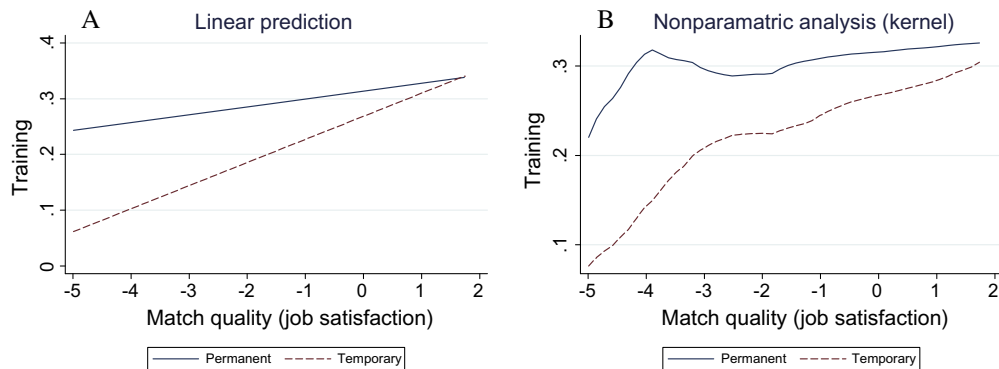 A
Linear prediction
.4
.3
.2
.1
0
Training
-5 -4 -3 -2 -1 0 1 2
Match quality (job satisfaction)
Permanent Temporary
B
Nonparamatric analysis (kernel)
.3
.2
.1
Training
-5 -4 -3 -2 -1 0 1 2
Match quality (job satisfaction)
Permanent Temporary